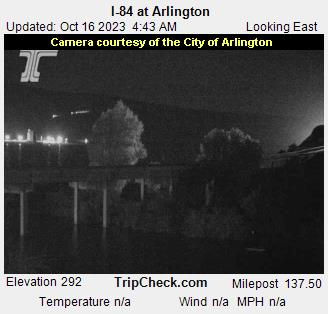 I-84 at Arlington
Updated: Oct 16 2023 4:43 AM Looking East
Camera courtesy of the City of Arlington
Elevation 292 TripCheck.com Milepost 137.50
Temperature n/a Wind n/a MPH n/a